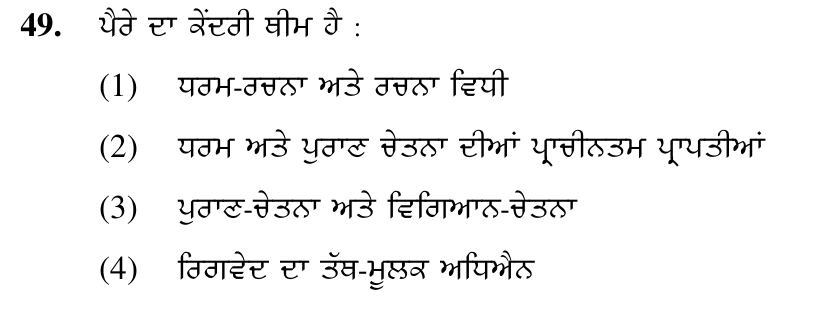 49. ਪੈਰੇ ਦਾ ਕੇਂਦਰੀ ਥੀਮ ਹੈ :
(1) ਧਰਮ-ਰਚਨਾ ਅਤੇ ਰਚਨਾ ਵਿਧੀ
(2) ਧਰਮ ਅਤੇ ਪੁਰਾਣ ਚੇਤਨਾ ਦੀਆਂ ਪ੍ਰਾਚੀਨਤਮ ਪ੍ਰਾਪਤੀਆਂ
(3) ਪੁਰਾਣ-ਚੇਤਨਾ ਅਤੇ ਵਿਗਿਆਨ-ਚੇਤਨਾ
(4) ਰਿਗਵੇਦ ਦਾ ਤੱਥ-ਮੂਲਕ ਅਧਿਐਨ